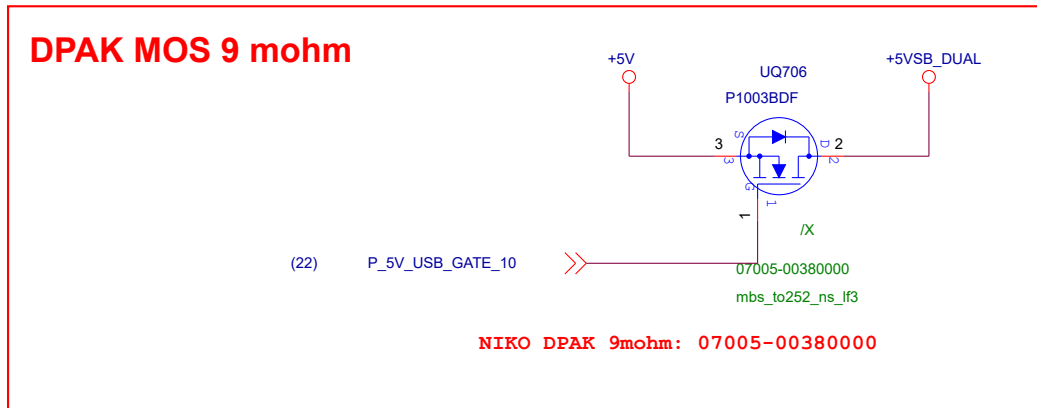 DPAK MOS 9 mohm
+5V
+5VSB_DUAL
UQ706
P1003BDF
S
D
3
2
3
2
G
1
1
/X
(22) P_5V_USB_GATE_10
07005-00380000
mbs_to252_ns_lf3
NIKO DPAK 9mohm: 07005-00380000